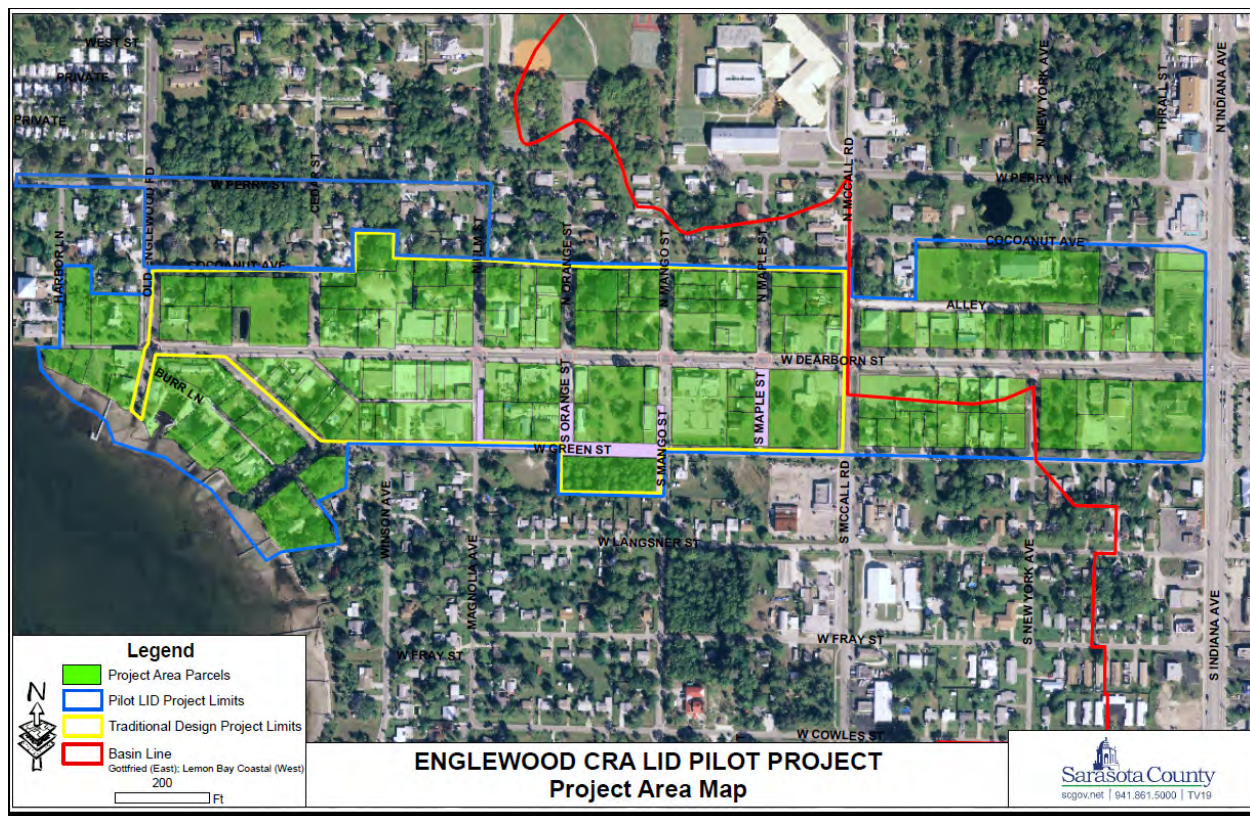 WEST ST
PRIVATE
PRIVATE
N NEW YORK AVE
THRALL ST
N INDIANA AVE
N MCCALL RD
W PERRY ST
CEDAR ST
W PERRY LN
HARBOR LN
OLD ENGLEWOOD RD
COCOANUT AVE
N ELM ST
N ORANGE ST
N MANGO ST
N MAPLE ST
COCOANUT AVE
ALLEY
W DEARBORN ST
BURR LN
S ORANGE ST
S MANGO ST
S MAPLE ST
W GREEN ST
S MCCALL RD
WILSON AVE
MAGNOLIA AVE
W LANGSNER ST
S NEW YORK AVE
S INDIANA AVE
W FRAY ST
W FRAY ST
W COWLES ST
Legend
Project Area Parcels
Pilot LID Project Limits
Traditional Design Project Limits
Basin Line
Gottfried (East); Lemon Bay Coastal (West)
N
200
Ft
ENGLEWOOD CRA LID PILOT PROJECT
Project Area Map
Sarasota County
scgov.net | 941.861.5000 | TV19